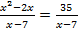 x²-2x/x-7 = 35/x-7